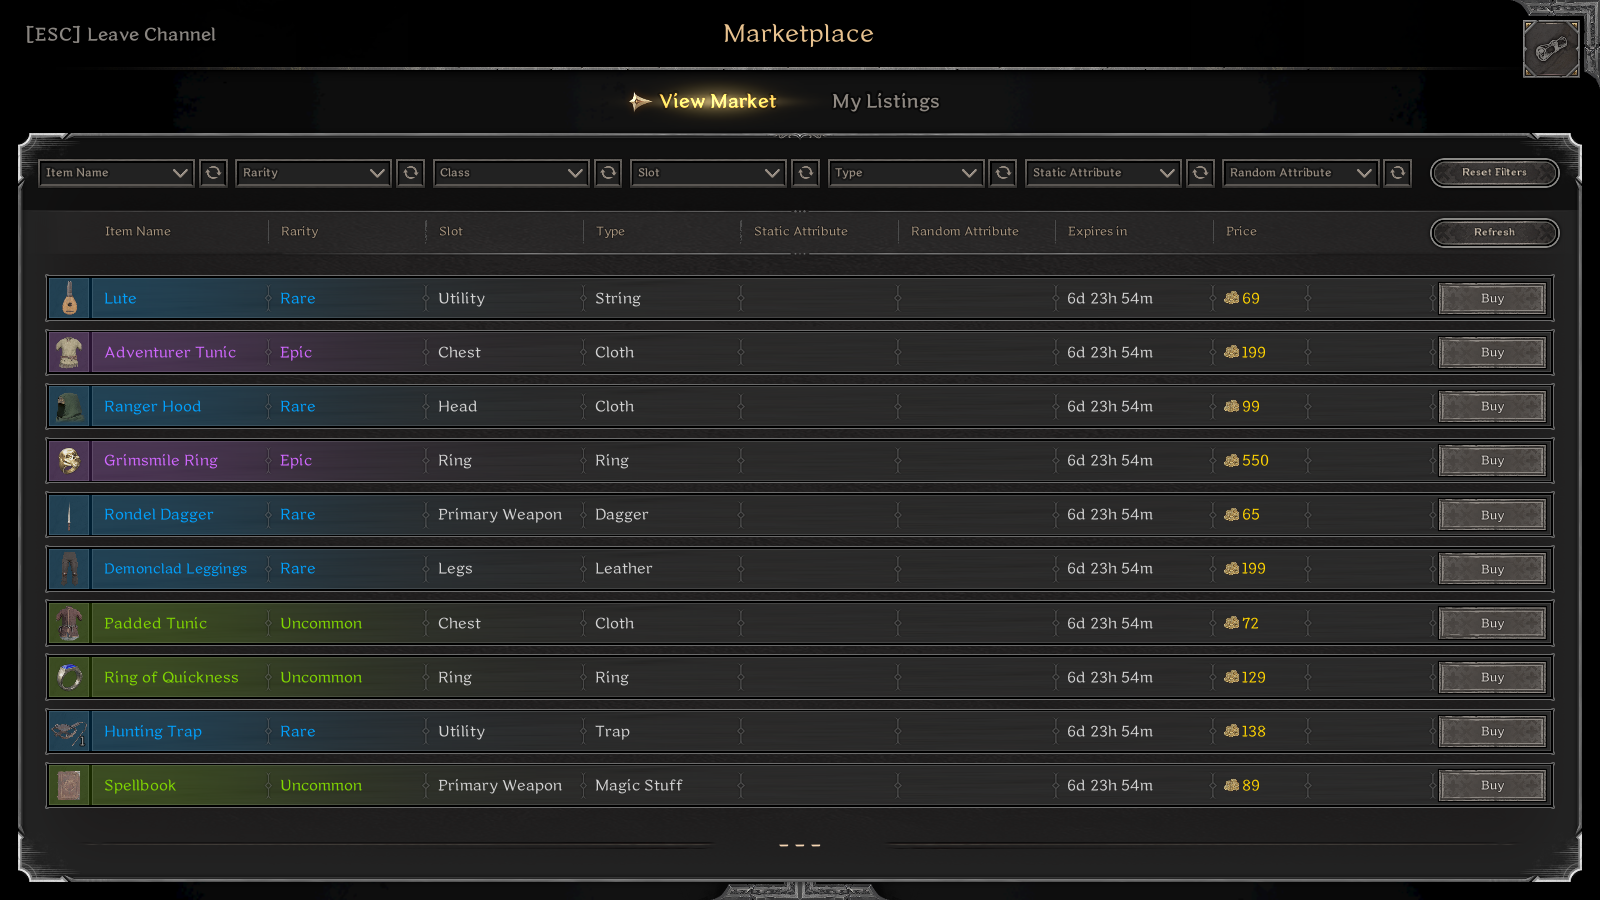 [ESC] Leave Channel
Marketplace
View Market
My Listings
Item Name
Rarity
Class
Slot
Type
Static Attribute
Random Attribute
Reset Filters
Item Name
Rarity
Slot
Type
Static Attribute
Random Attribute
Expires in
Price
Refresh
Lute Rare Utility String 6d 23h 54m 69 Buy
Adventurer Tunic Epic Chest Cloth 6d 23h 54m 199 Buy
Ranger Hood Rare Head Cloth 6d 23h 54m 99 Buy
Grimsmile Ring Epic Ring Ring 6d 23h 54m 550 Buy
Rondel Dagger Rare Primary Weapon Dagger 6d 23h 54m 65 Buy
Demonclad Leggings Rare Legs Leather 6d 23h 54m 199 Buy
Padded Tunic Uncommon Chest Cloth 6d 23h 54m 72 Buy
Ring of Quickness Uncommon Ring Ring 6d 23h 54m 129 Buy
1 Hunting Trap Rare Utility Trap 6d 23h 54m 138 Buy
Spellbook Uncommon Primary Weapon Magic Stuff 6d 23h 54m 89 Buy
- - -